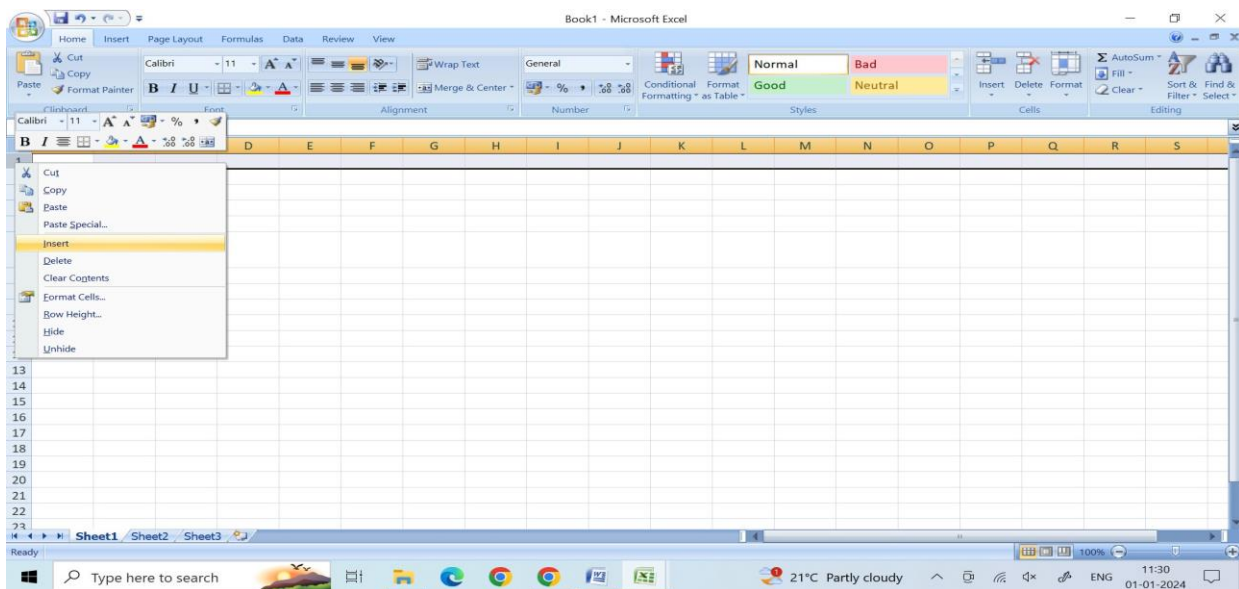 Book1 - Microsoft Excel
Home Insert Page Layout Formulas Data Review View
Cut
Copy
Format Painter
Paste
Clipboard
Calibri 11 A A
B I U A
Font
Wrap Text
Merge & Center
Alignment
General
% , .00
Number
Conditional Formatting
Format as Table
Normal Bad
Good Neutral
Styles
Insert Delete Format
Cells
Σ AutoSum
Fill
Clear
Sort & Filter
Find & Select
Editing
Calibri 11 A A % ,
B I A
D E F G H I J K L M N O P Q R S
1
Cut
Copy
Paste
Paste Special...
Insert
Delete
Clear Contents
Format Cells...
Row Height...
Hide
Unhide
13
14
15
16
17
18
19
20
21
22
23
Sheet1 Sheet2 Sheet3
Ready 100%
Type here to search 21°C Partly cloudy ENG 11:30
01-01-2024